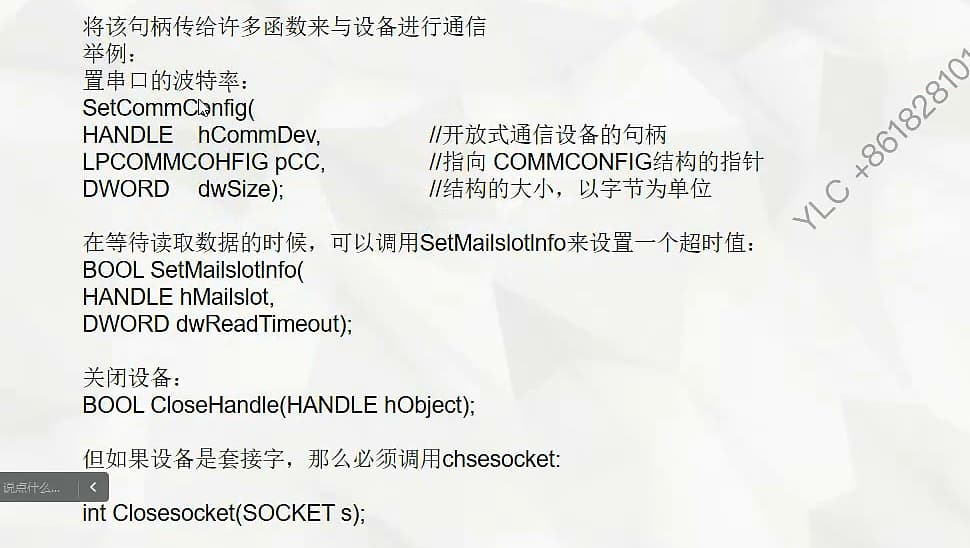 将该句柄传给许多函数来与设备进行通信
举例：
置串口的波特率：
SetCommConfig(
HANDLE hCommDev, //开放式通信设备的句柄
LPCOMMCOHFIG pCC, //指向 COMMCONFIG结构的指针
DWORD dwSize); //结构的大小，以字节为单位
YLC +861828101
在等待读取数据的时候，可以调用SetMailslotInfo来设置一个超时值：
BOOL SetMailslotInfo(
HANDLE hMailslot,
DWORD dwReadTimeout);
关闭设备：
BOOL CloseHandle(HANDLE hObject);
但如果设备是套接字，那么必须调用chsesocket:
说点什么...
int Closesocket(SOCKET s);